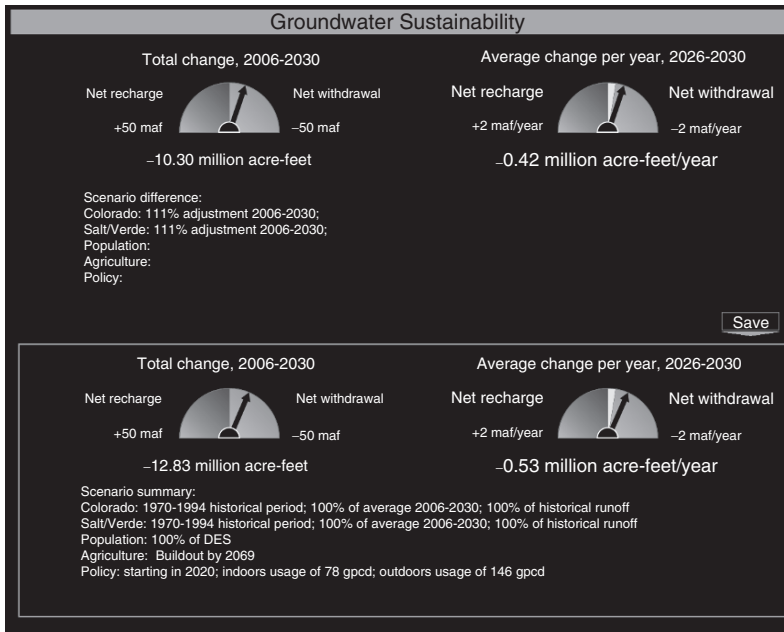 Groundwater Sustainability
Total change, 2006-2030
Net recharge
Net withdrawal
+50 maf
–50 maf
–10.30 million acre-feet
Average change per year, 2026-2030
Net recharge
Net withdrawal
+2 maf/year
–2 maf/year
–0.42 million acre-feet/year
Scenario difference:
Colorado: 111% adjustment 2006-2030;
Salt/Verde: 111% adjustment 2006-2030;
Population:
Agriculture:
Policy:
Save
Total change, 2006-2030
Net recharge
Net withdrawal
+50 maf
–50 maf
–12.83 million acre-feet
Average change per year, 2026-2030
Net recharge
Net withdrawal
+2 maf/year
–2 maf/year
–0.53 million acre-feet/year
Scenario summary:
Colorado: 1970-1994 historical period; 100% of average 2006-2030; 100% of historical runoff
Salt/Verde: 1970-1994 historical period; 100% of average 2006-2030; 100% of historical runoff
Population: 100% of DES
Agriculture: Buildout by 2069
Policy: starting in 2020; indoors usage of 78 gpcd; outdoors usage of 146 gpcd